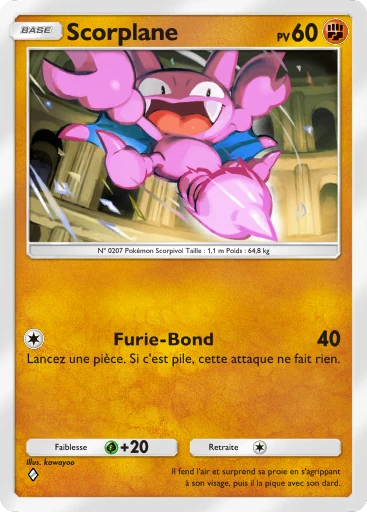 BASE Scorplane PV 60
N° 0207 Pokémon Scorpivol Taille : 1,1 m Poids : 64,8 kg
Furie-Bond 40
Lancez une pièce. Si c'est pile, cette attaque ne fait rien.
Faiblesse +20 Retraite
Illus. kawayoo
Il fend l'air et surprend sa proie en s'agrippant
à son visage, puis il la pique avec son dard.